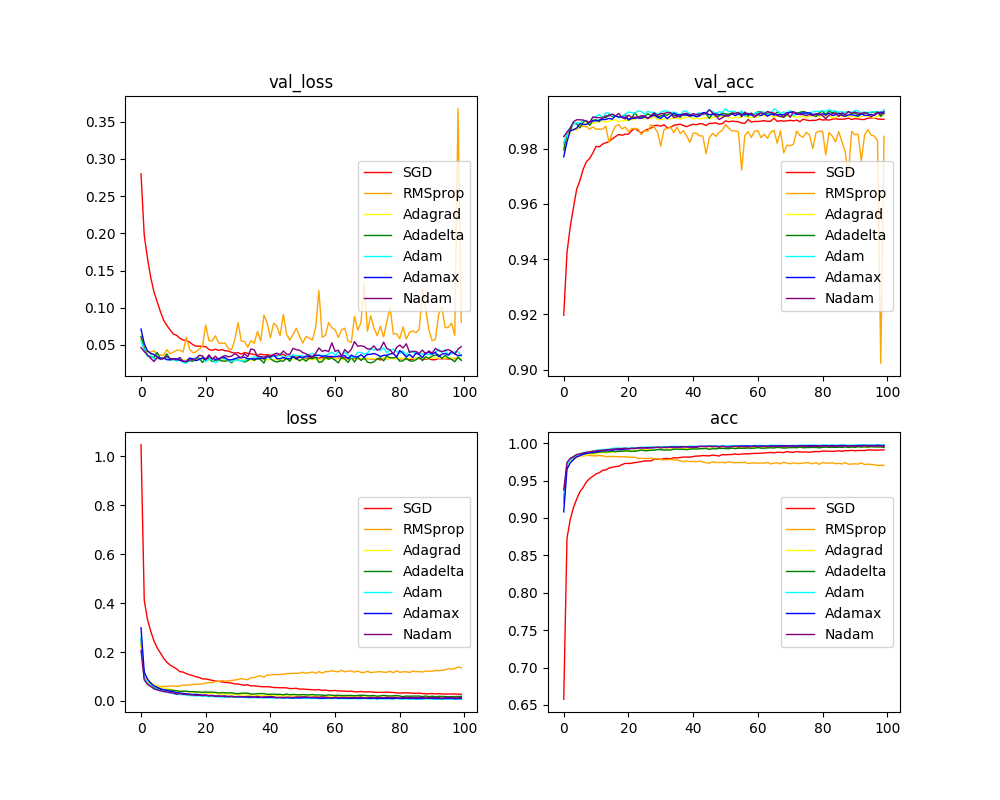 val_loss
0.35
0.30
0.25
0.20
0.15
0.10
0.05
0 20 40 60 80 100
SGD
RMSprop
Adagrad
Adadelta
Adam
Adamax
Nadam
val_acc
0.98
0.96
0.94
0.92
0.90
0 20 40 60 80 100
SGD
RMSprop
Adagrad
Adadelta
Adam
Adamax
Nadam
loss
1.0
0.8
0.6
0.4
0.2
0.0
0 20 40 60 80 100
SGD
RMSprop
Adagrad
Adadelta
Adam
Adamax
Nadam
acc
1.00
0.95
0.90
0.85
0.80
0.75
0.70
0.65
0 20 40 60 80 100
SGD
RMSprop
Adagrad
Adadelta
Adam
Adamax
Nadam